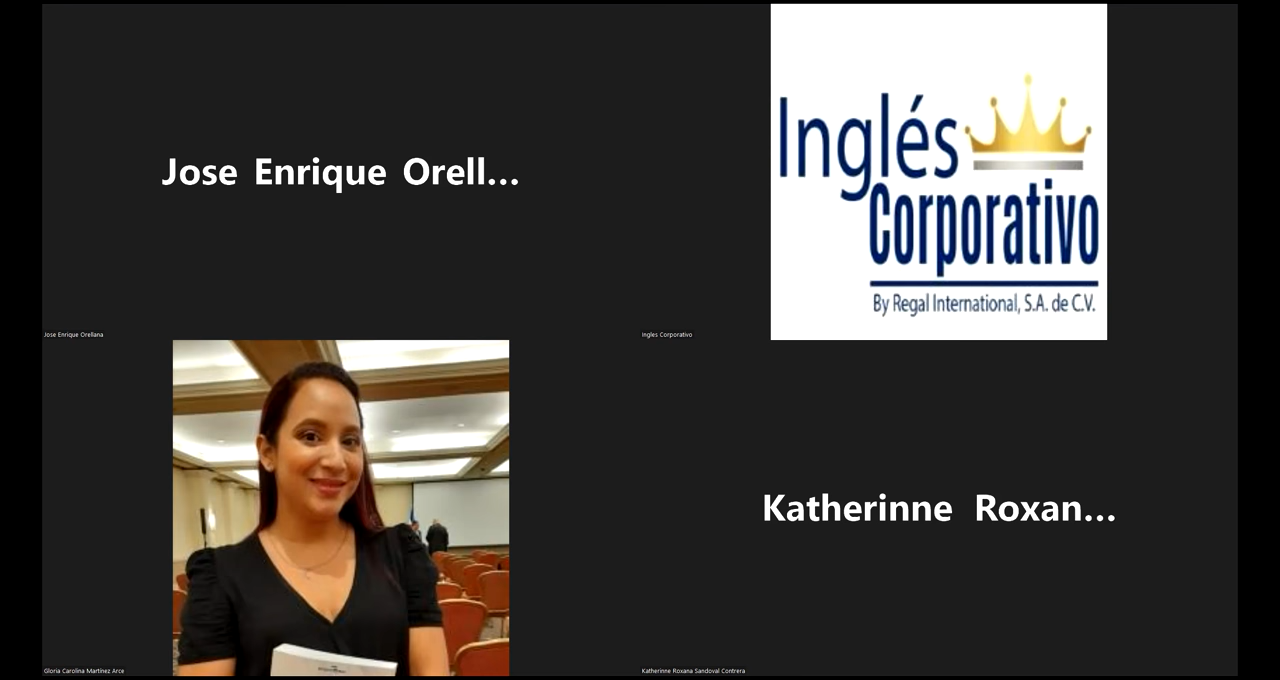 Jose Enrique Orell...
Jose Enrique Orellana
Inglés
Corporativo
By Regal International, S.A. de C.V.
Ingles Corporativo
Gloria Carolina Martínez Arce
Katherinne Roxan...
Katherinne Roxana Sandoval Contrera